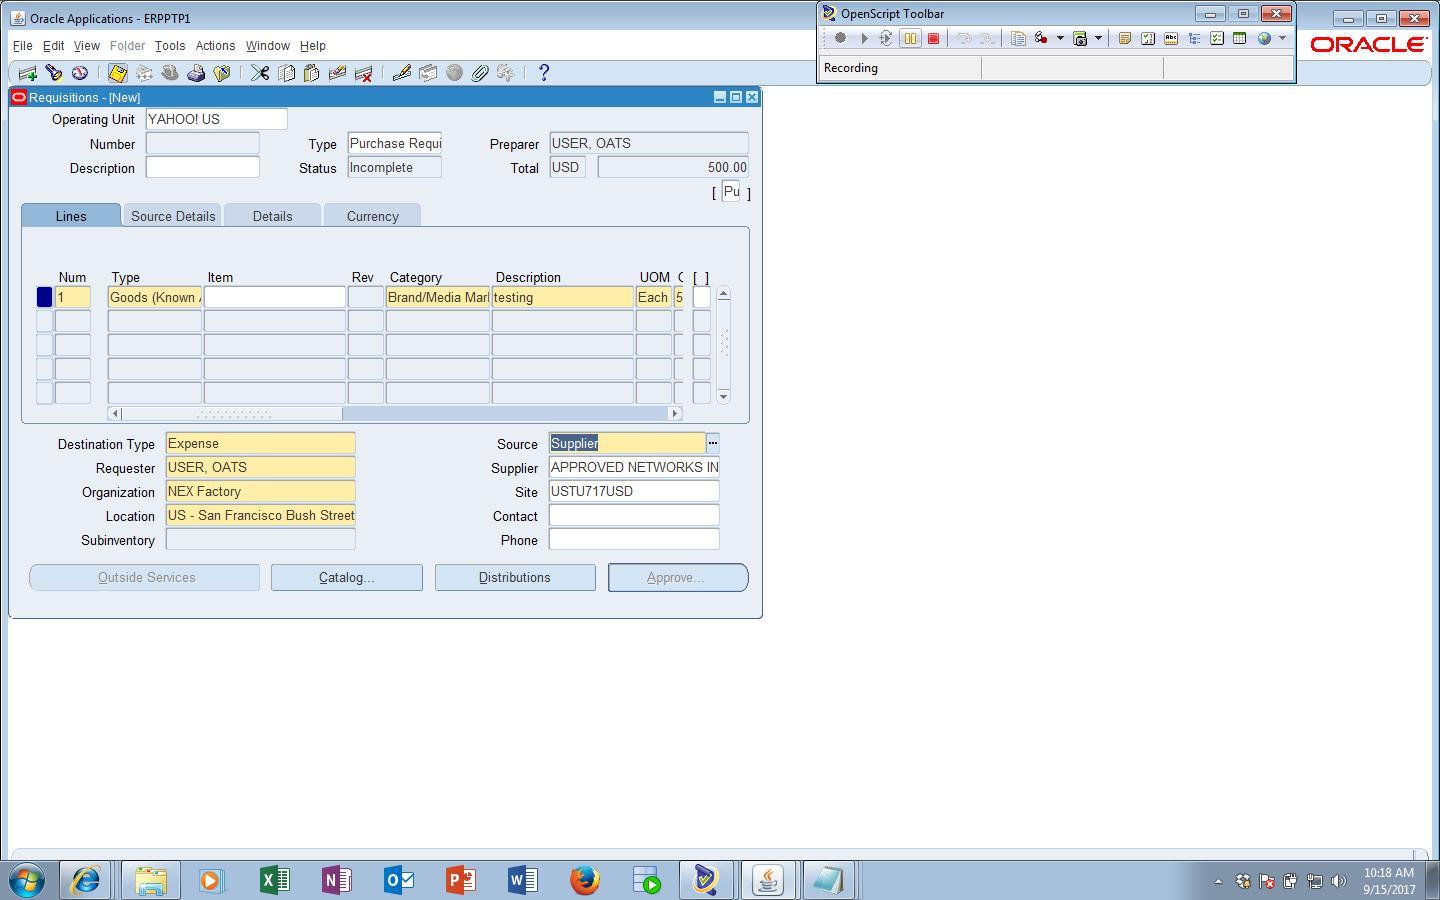 Oracle Applications - ERPPTP1
OpenScript Toolbar
File Edit View Folder Tools Actions Window Help
ORACLE
Recording
Requisitions - [New]
Operating Unit YAHOO! US
Number Type Purchase Requi Preparer USER, OATS
Description Status Incomplete Total USD 500.00
[ Pu ]
Lines Source Details Details Currency
Num Type Item Rev Category Description UOM [ ]
1 Goods (Known Brand/Media Mar testing Each 5
Destination Type Expense Source Supplier ...
Requester USER, OATS Supplier APPROVED NETWORKS IN
Organization NEX Factory Site USTU717USD
Location US - San Francisco Bush Street Contact
Subinventory Phone
Outside Services Catalog... Distributions Approve...
10:18 AM
9/15/2017